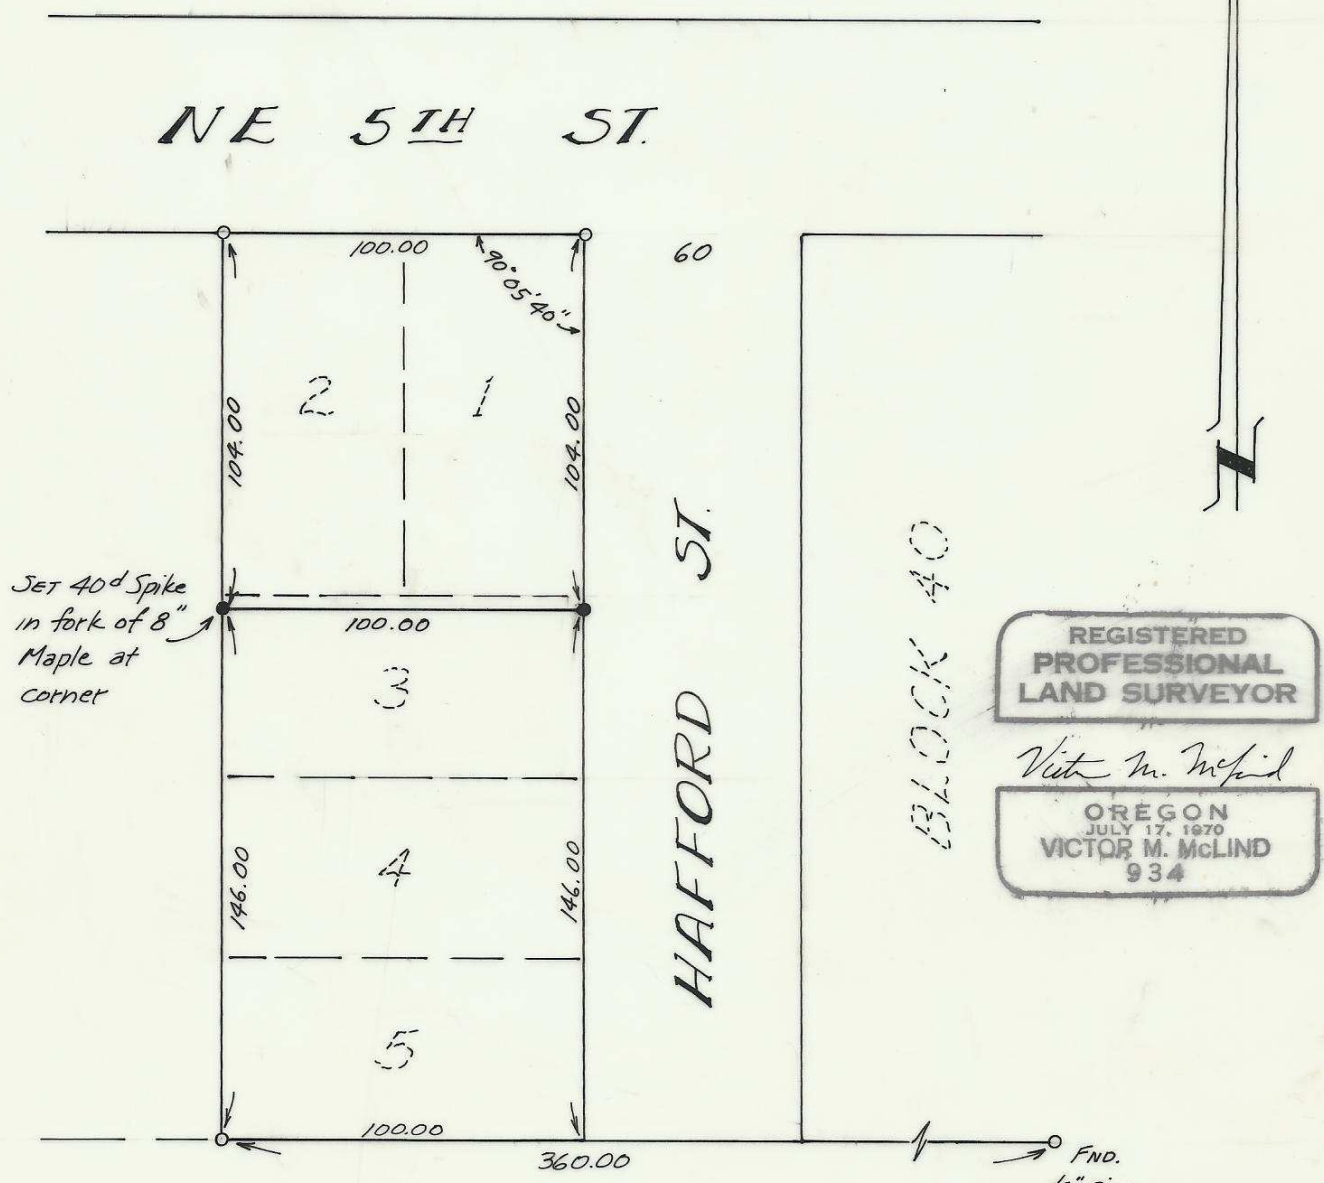 NE 5TH ST.
100.00
90°05'40"
60
2
1
104.00
104.00
SET 40d Spike
in fork of 8"
Maple at
corner
100.00
3
HAFFORD ST.
BLOCK 40
REGISTERED
PROFESSIONAL
LAND SURVEYOR
Victor M. McLind
OREGON
JULY 17, 1970
VICTOR M. McLIND
934
146.00
4
146.00
5
100.00
360.00
FND.